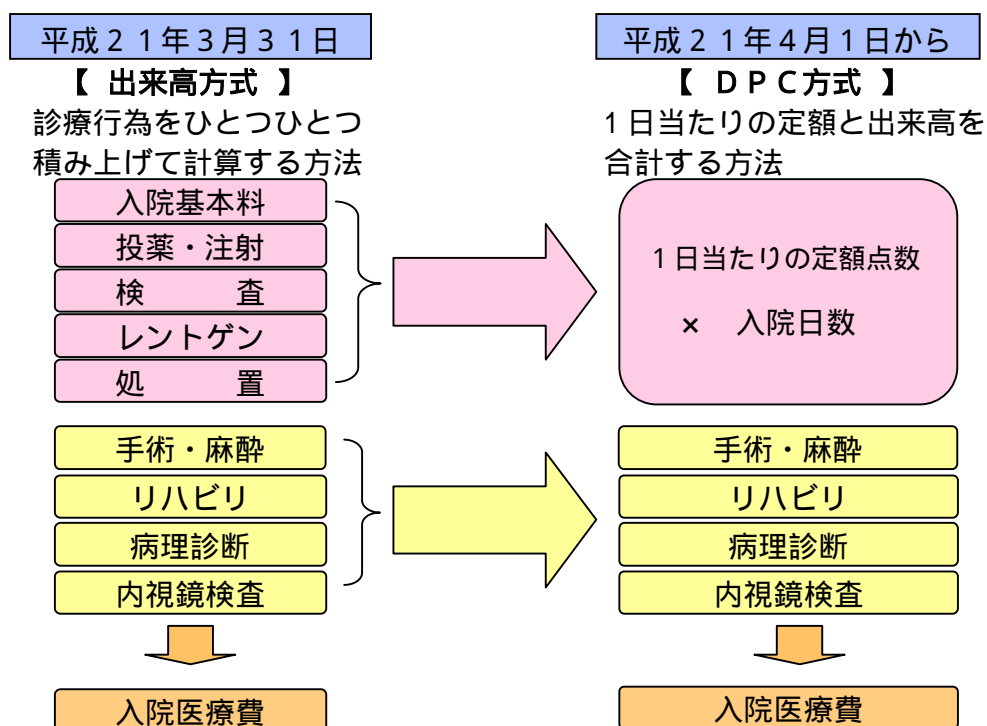 平成２１年３月３１日
【 出来高方式 】
診療行為をひとつひとつ
積み上げて計算する方法
入院基本料
投薬・注射
検　　　査
レントゲン
処　　　置
手術・麻酔
リハビリ
病理診断
内視鏡検査
入院医療費
平成２１年４月１日から
【 ＤＰＣ方式 】
1日当たりの定額と出来高を
合計する方法
1日当たりの定額点数
×　入院日数
手術・麻酔
リハビリ
病理診断
内視鏡検査
入院医療費